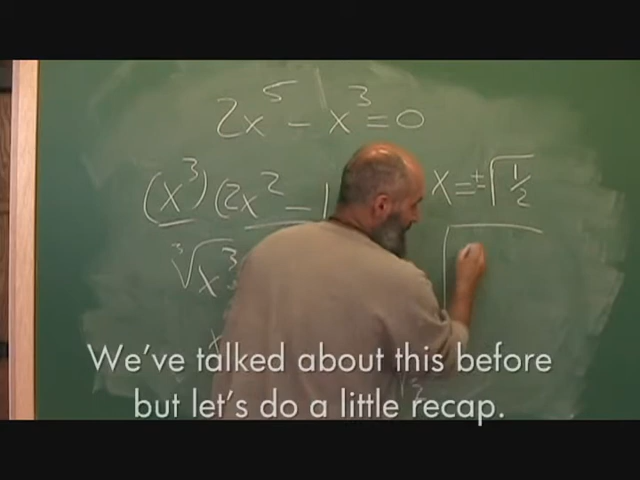 2x⁵ - x³ = 0
(x³)(2x² - 1
x = ±√1/2
³√x³
x
We've talked about this before
but let's do a little recap.